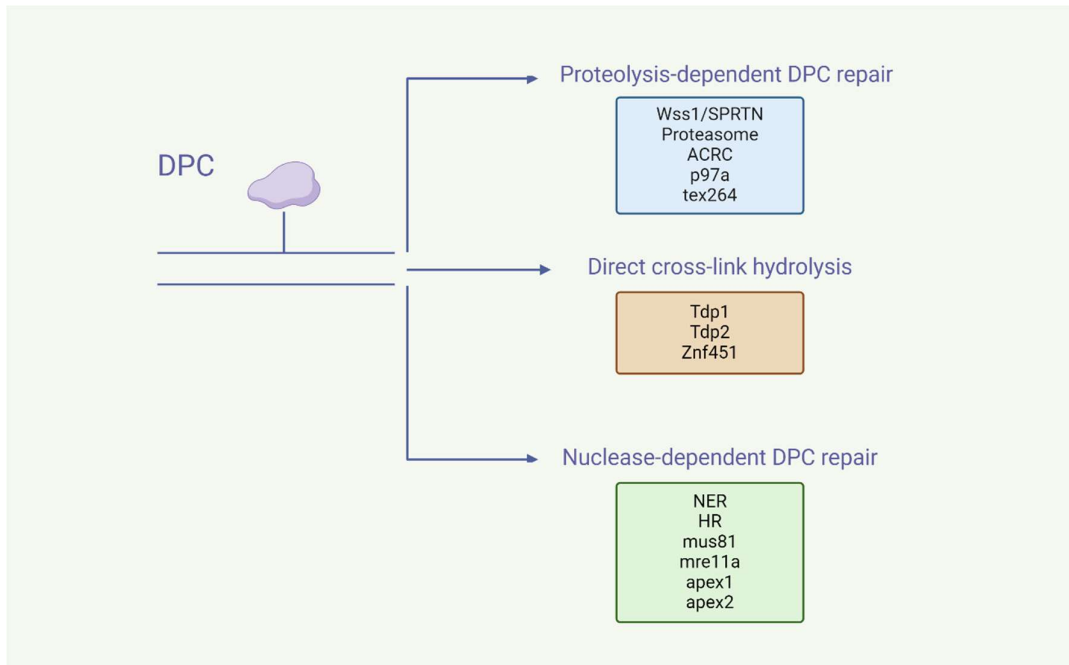 DPC
Proteolysis-dependent DPC repair
Wss1/SPRTN
Proteasome
ACRC
p97a
tex264
Direct cross-link hydrolysis
Tdp1
Tdp2
Znf451
Nuclease-dependent DPC repair
NER
HR
mus81
mre11a
apex1
apex2